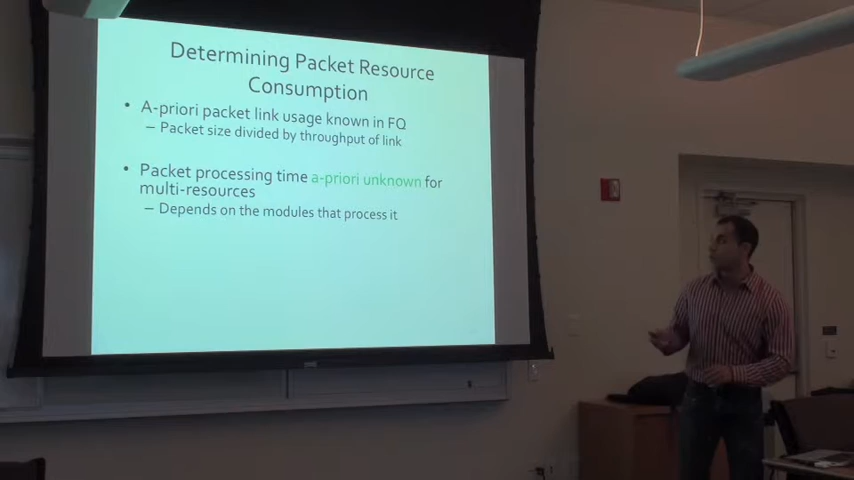 Determining Packet Resource
Consumption
• A-priori packet link usage known in FQ
– Packet size divided by throughput of link
• Packet processing time a-priori unknown for
multi-resources
– Depends on the modules that process it